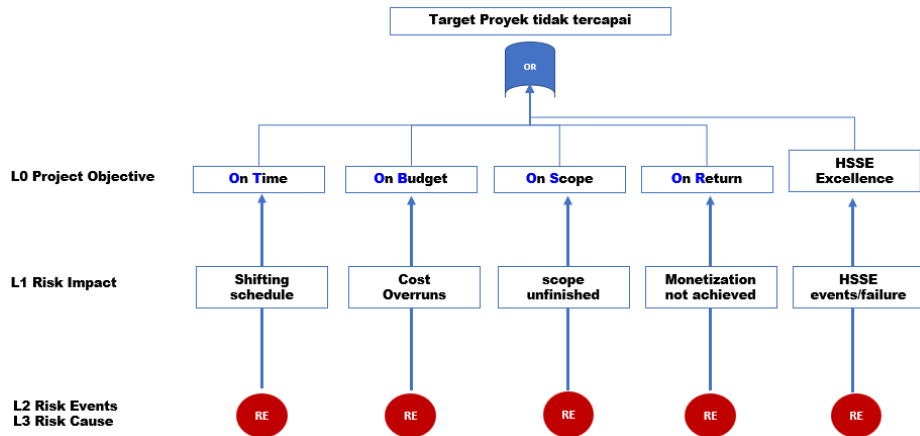 Target Proyek tidak tercapai
OR
L0 Project Objective
On Time
On Budget
On Scope
On Return
HSSE
Excellence
L1 Risk Impact
Shifting
schedule
Cost
Overruns
scope
unfinished
Monetization
not achieved
HSSE
events/failure
L2 Risk Events
L3 Risk Cause
RE
RE
RE
RE
RE